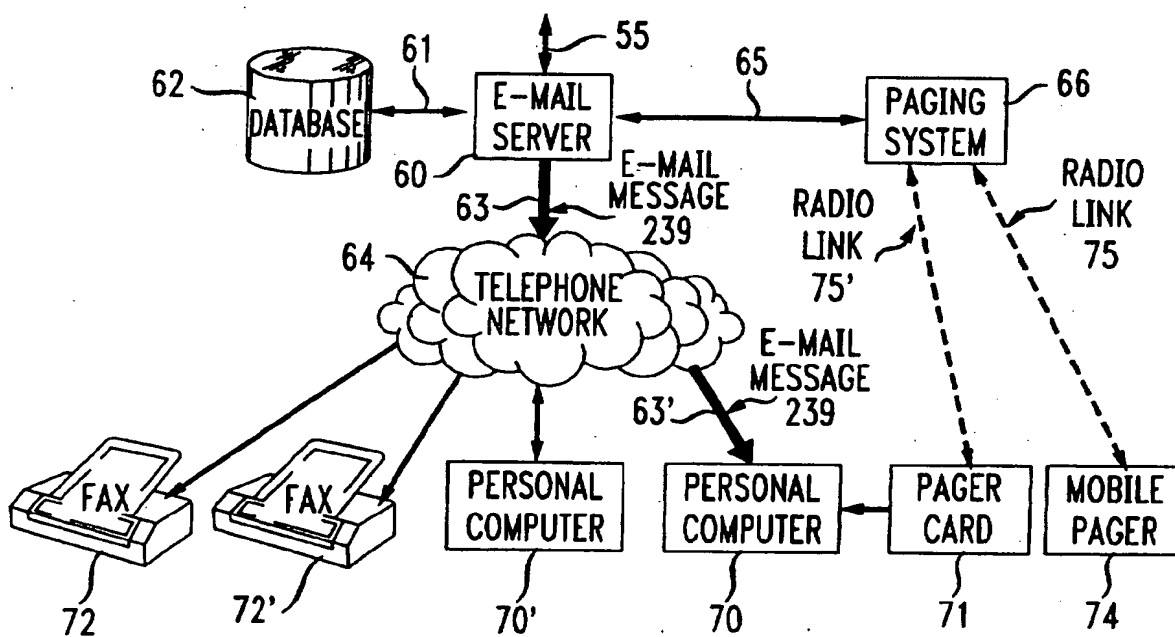 55
61
65
62
66
DATABASE
E-MAIL
SERVER
PAGING
SYSTEM
60
63
E-MAIL
MESSAGE
239
RADIO
LINK
75'
RADIO
LINK
75
64
TELEPHONE
NETWORK
63'
E-MAIL
MESSAGE
239
FAX
FAX
PERSONAL
COMPUTER
PERSONAL
COMPUTER
PAGER
CARD
MOBILE
PAGER
72
72'
70'
70
71
74